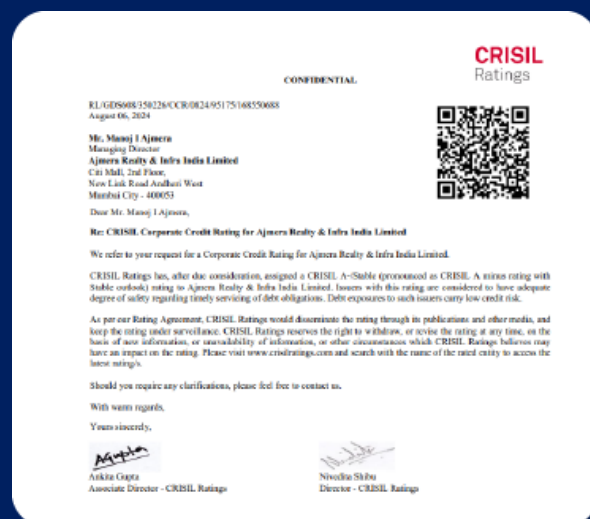 CRISIL
Ratings
CONFIDENTIAL
RL/GDS608/350226/CCR/0824/95175/168550688
August 06, 2024
Mr. Manoj I Ajmera
Managing Director
Ajmera Realty & Infra India Limited
Citi Mall, 2nd Floor,
New Link Road Andheri West
Mumbai City - 400053
Dear Mr. Manoj I Ajmera,
Re: CRISIL Corporate Credit Rating for Ajmera Realty & Infra India Limited
We refer to your request for a Corporate Credit Rating for Ajmera Realty & Infra India Limited.
CRISIL Ratings has, after due consideration, assigned a CRISIL A-/Stable (pronounced as CRISIL A minus rating with
Stable outlook) rating to Ajmera Realty & Infra India Limited. Issuers with this rating are considered to have adequate
degree of safety regarding timely servicing of debt obligations. Debt exposures to such issuers carry low credit risk.
As per our Rating Agreement, CRISIL Ratings would disseminate the rating through its publications and other media, and
keep the rating under surveillance. CRISIL Ratings reserves the right to withdraw, or revise the rating at any time, on the
basis of new information, or unavailability of information, or other circumstances which CRISIL Ratings believes may
have an impact on the rating. Please visit www.crisilratings.com and search with the name of the rated entity to access the
latest rating/s.
Should you require any clarifications, please feel free to contact us.
With warm regards,
Yours sincerely,
AGupta
Ankita Gupta
Associate Director - CRISIL Ratings
Nivedita Shibu
Director - CRISIL Ratings